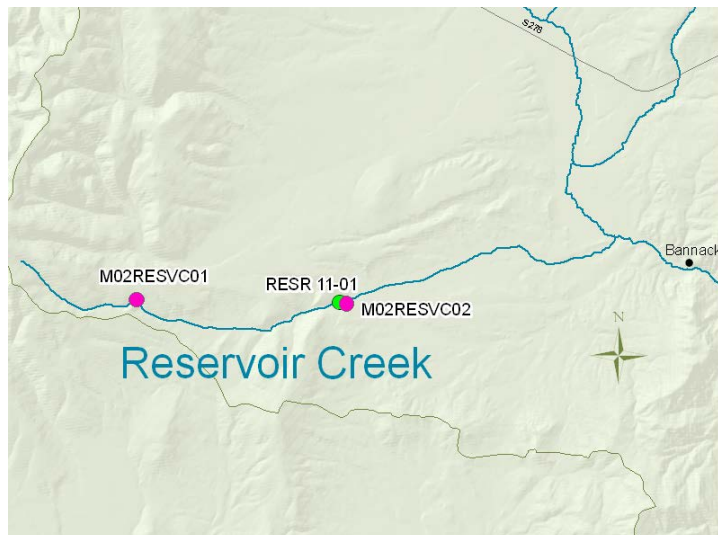 S278
Bannack
M02RESVC01
RESR 11-01
M02RESVC02
N
Reservoir Creek